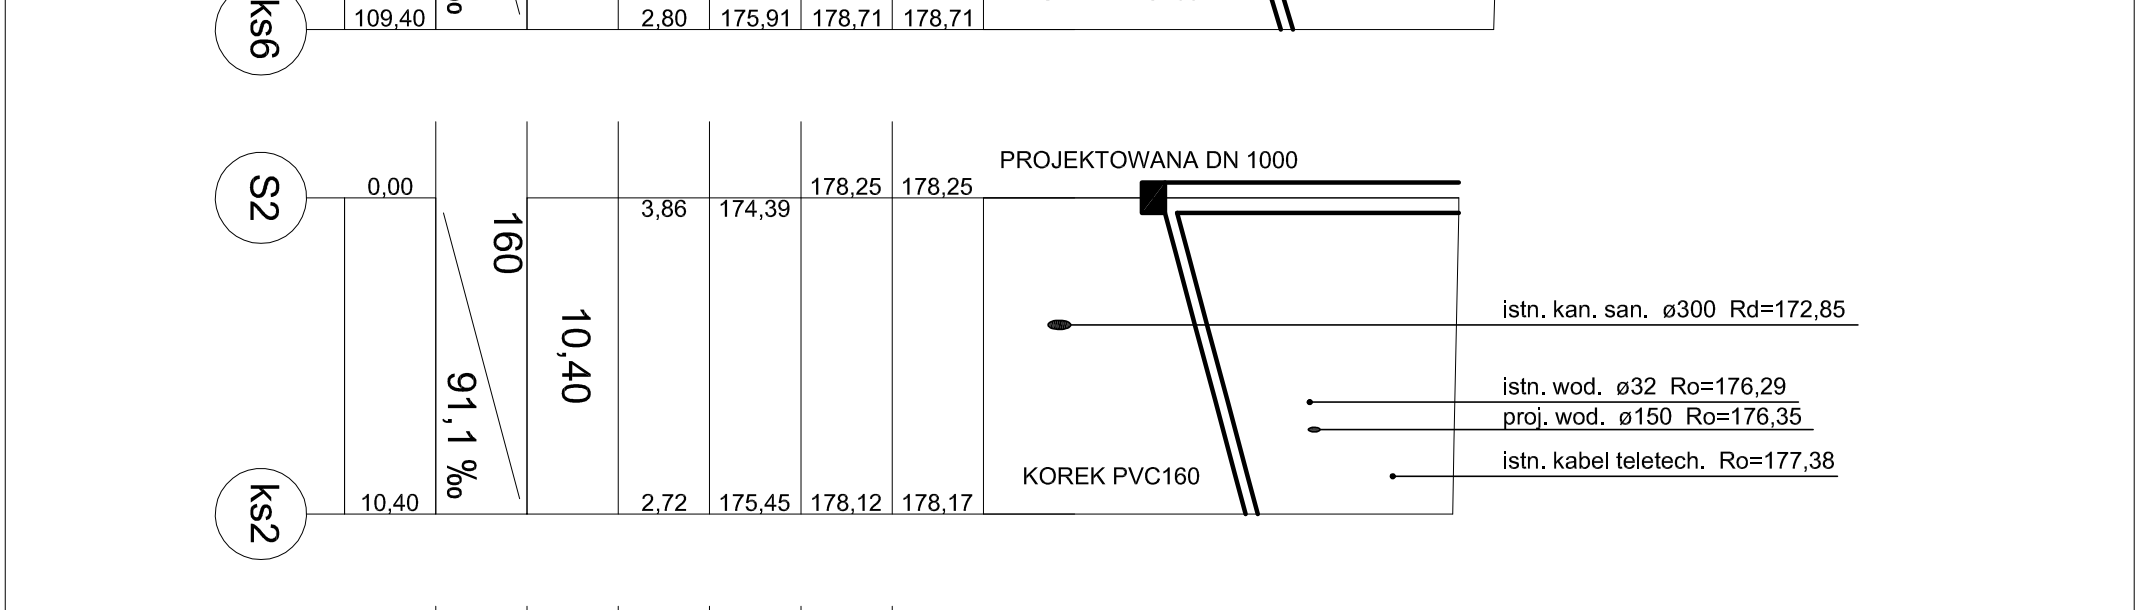 ks6
109,40
2,80
175,91
178,71
178,71
PROJEKTOWANA DN 1000
S2
0,00
178,25
178,25
3,86
174,39
160
istn. kan. san. ø300 Rd=172,85
10,40
istn. wod. ø32 Ro=176,29
proj. wod. ø150 Ro=176,35
91,1 ‰
istn. kabel teletech. Ro=177,38
KOREK PVC160
ks2
10,40
2,72
175,45
178,12
178,17